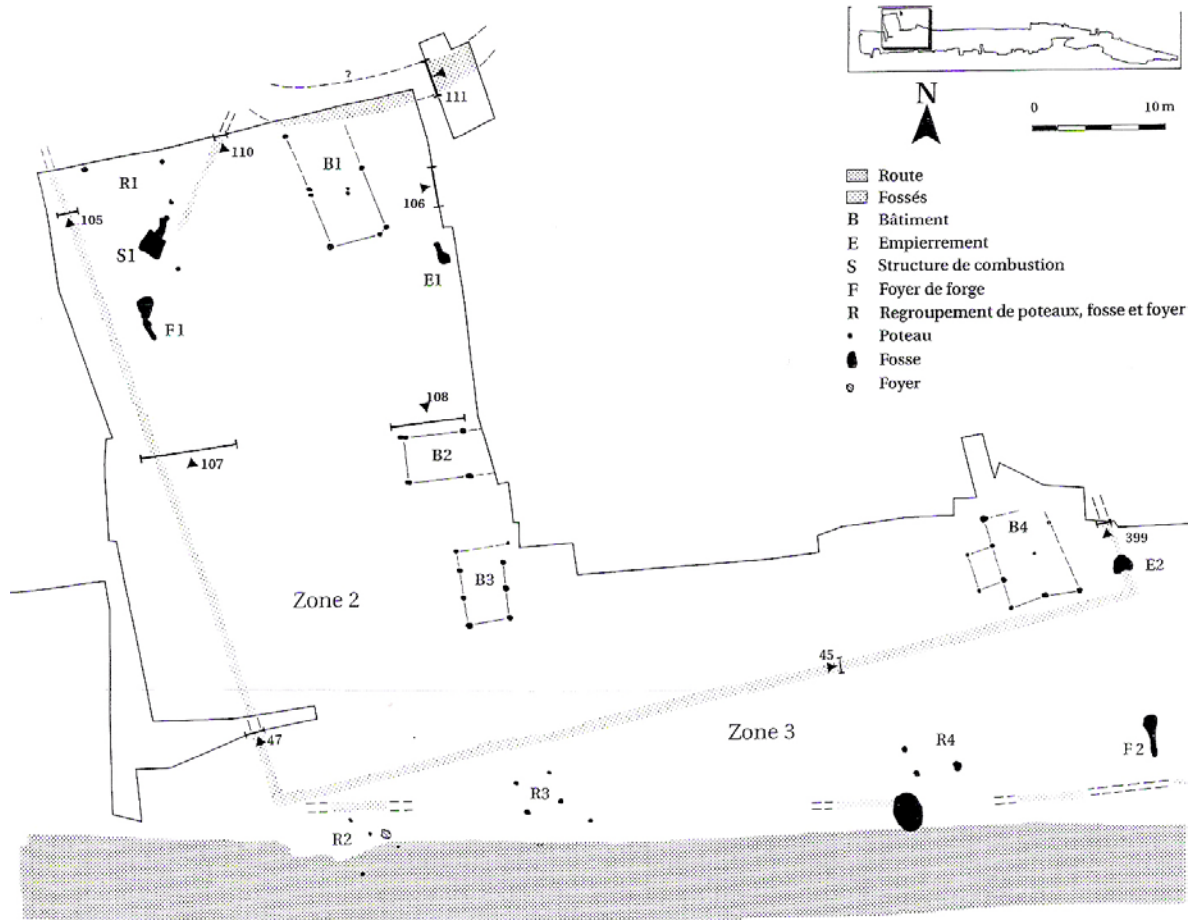 N
0 10 m
Route
Fossés
B Bâtiment
E Empierrement
S Structure de combustion
F Foyer de forge
R Regroupement de poteaux, fosse et foyer
Poteau
Fosse
Foyer
?
111
110
B1
R1
106
105
S1
E1
F1
108
B2
107
B4
399
E2
B3
Zone 2
45
Zone 3
47
R4
F2
R3
R2